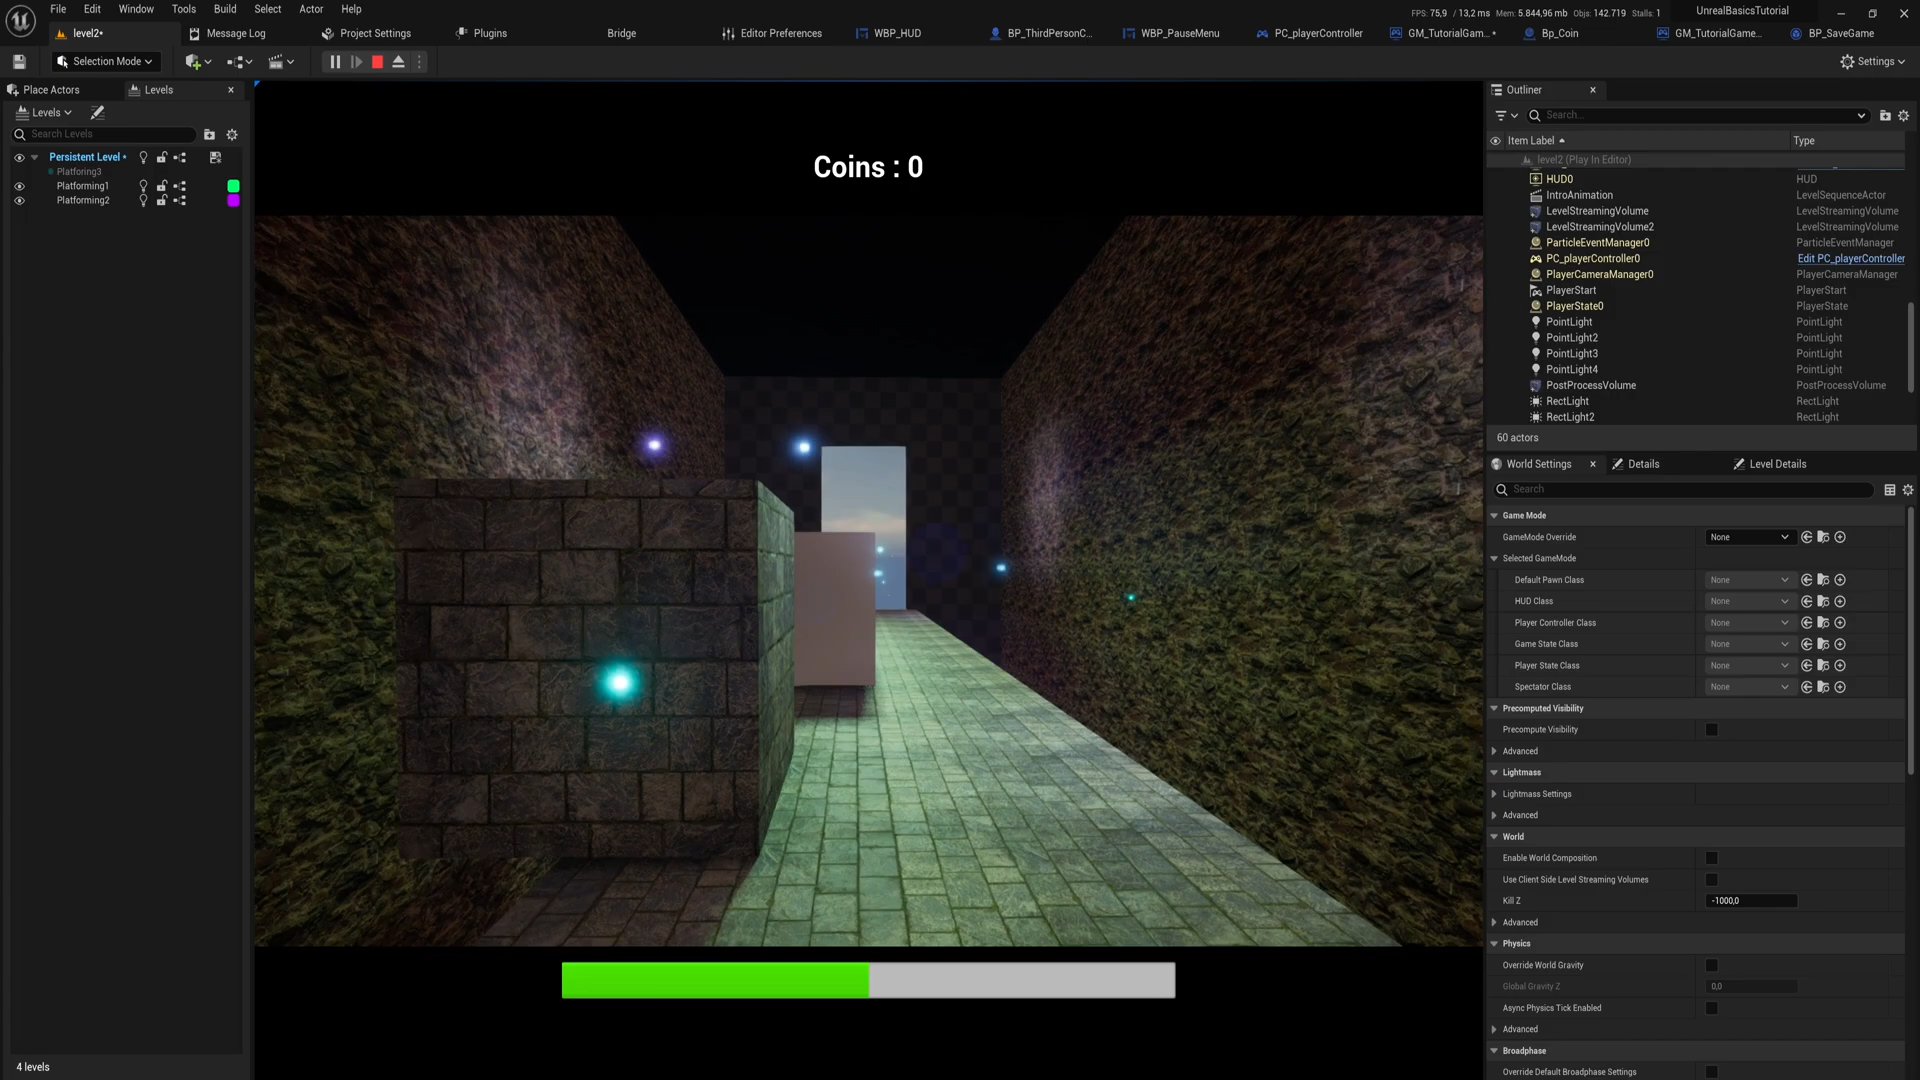 File Edit Window Tools Build Select Actor Help
FPS: 75,9 / 13,2 ms Mem: 5.844,96 mb Objs: 142.719 Stalls: 1 UnrealBasicsTutorial
level2* Message Log Project Settings Plugins Bridge Editor Preferences WBP_HUD BP_ThirdPersonC... WBP_PauseMenu PC_playerController GM_TutorialGam... * Bp_Coin GM_TutorialGame... BP_SaveGame
Selection Mode
Settings
Place Actors Levels
Levels
Search Levels
Persistent Level *
Platforing3
Platforming1
Platforming2
4 levels
Coins : 0
Outliner
Search...
Item Label Type
level2 (Play In Editor)
HUD0 HUD
IntroAnimation LevelSequenceActor
LevelStreamingVolume LevelStreamingVolume
LevelStreamingVolume2 LevelStreamingVolume
ParticleEventManager0 ParticleEventManager
PC_playerController0 Edit PC_playerController
PlayerCameraManager0 PlayerCameraManager
PlayerStart PlayerStart
PlayerState0 PlayerState
PointLight PointLight
PointLight2 PointLight
PointLight3 PointLight
PointLight4 PointLight
PostProcessVolume PostProcessVolume
RectLight RectLight
RectLight2 RectLight
60 actors
World Settings Details Level Details
Search
Game Mode
GameMode Override None
Selected GameMode
Default Pawn Class None
HUD Class None
Player Controller Class None
Game State Class None
Player State Class None
Spectator Class None
Precomputed Visibility
Precompute Visibility
Advanced
Lightmass
Lightmass Settings
Advanced
World
Enable World Composition
Use Client Side Level Streaming Volumes
Kill Z -1000,0
Advanced
Physics
Override World Gravity
Global Gravity Z 0,0
Async Physics Tick Enabled
Advanced
Broadphase
Override Default Broadphase Settings